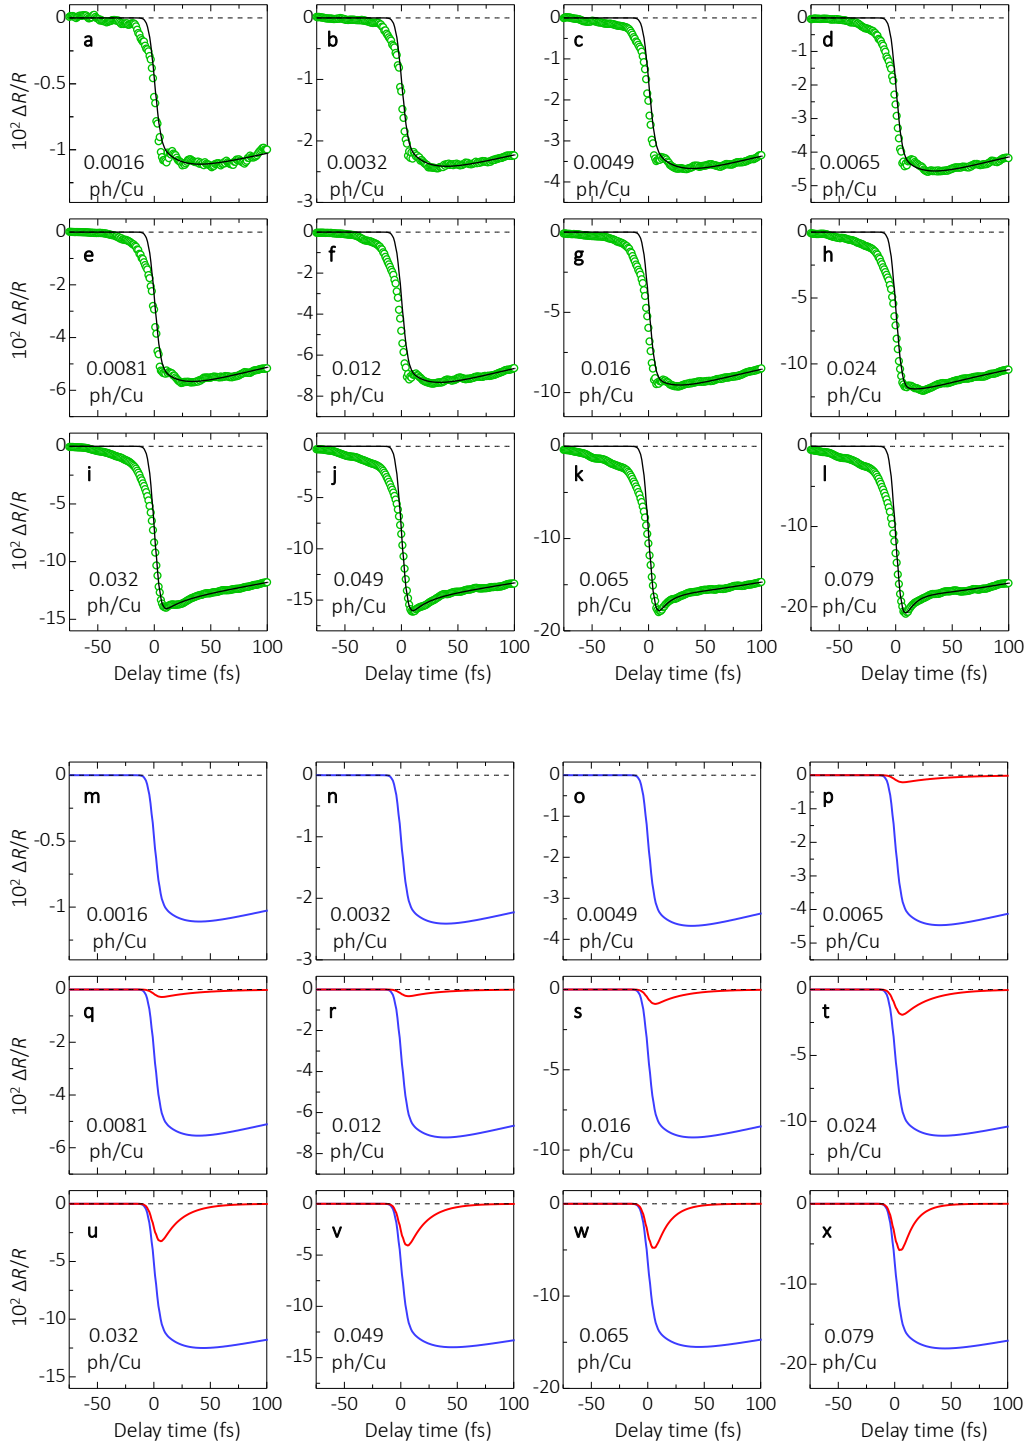 0
-0.5
-1
10² ΔR/R
a
0.0016
ph/Cu
0
-1
-2
-3
b
0.0032
ph/Cu
0
-1
-2
-3
-4
c
0.0049
ph/Cu
0
-1
-2
-3
-4
-5
d
0.0065
ph/Cu
0
-2
-4
-6
10² ΔR/R
e
0.0081
ph/Cu
0
-2
-4
-6
-8
f
0.012
ph/Cu
0
-5
-10
g
0.016
ph/Cu
0
-5
-10
h
0.024
ph/Cu
0
-5
-10
-15
10² ΔR/R
i
0.032
ph/Cu
-50 0 50 100
Delay time (fs)
0
-5
-10
-15
j
0.049
ph/Cu
-50 0 50 100
Delay time (fs)
0
-10
-20
k
0.065
ph/Cu
-50 0 50 100
Delay time (fs)
0
-10
-20
l
0.079
ph/Cu
-50 0 50 100
Delay time (fs)
0
-0.5
-1
10² ΔR/R
m
0.0016
ph/Cu
0
-1
-2
-3
n
0.0032
ph/Cu
0
-1
-2
-3
-4
o
0.0049
ph/Cu
0
-1
-2
-3
-4
-5
p
0.0065
ph/Cu
0
-2
-4
-6
10² ΔR/R
q
0.0081
ph/Cu
0
-2
-4
-6
-8
r
0.012
ph/Cu
0
-5
-10
s
0.016
ph/Cu
0
-5
-10
t
0.024
ph/Cu
0
-5
-10
-15
10² ΔR/R
u
0.032
ph/Cu
-50 0 50 100
Delay time (fs)
0
-5
-10
-15
v
0.049
ph/Cu
-50 0 50 100
Delay time (fs)
0
-10
-20
w
0.065
ph/Cu
-50 0 50 100
Delay time (fs)
0
-10
-20
x
0.079
ph/Cu
-50 0 50 100
Delay time (fs)